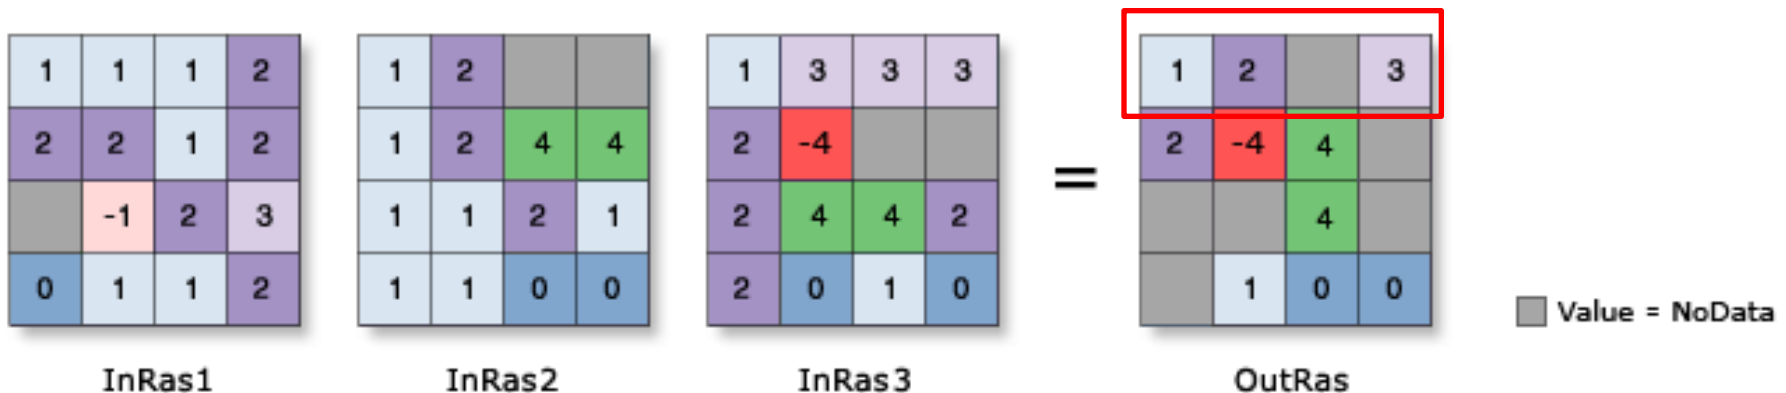 1 1 1 2 1 2 1 3 3 3 1 2 3
2 2 1 2 1 2 4 4 2 -4 2 -4 4
-1 2 3 1 1 2 1 2 4 4 2 = 4
0 1 1 2 1 1 0 0 2 0 1 0 1 0 0
Value = NoData
InRas1 InRas2 InRas3 OutRas